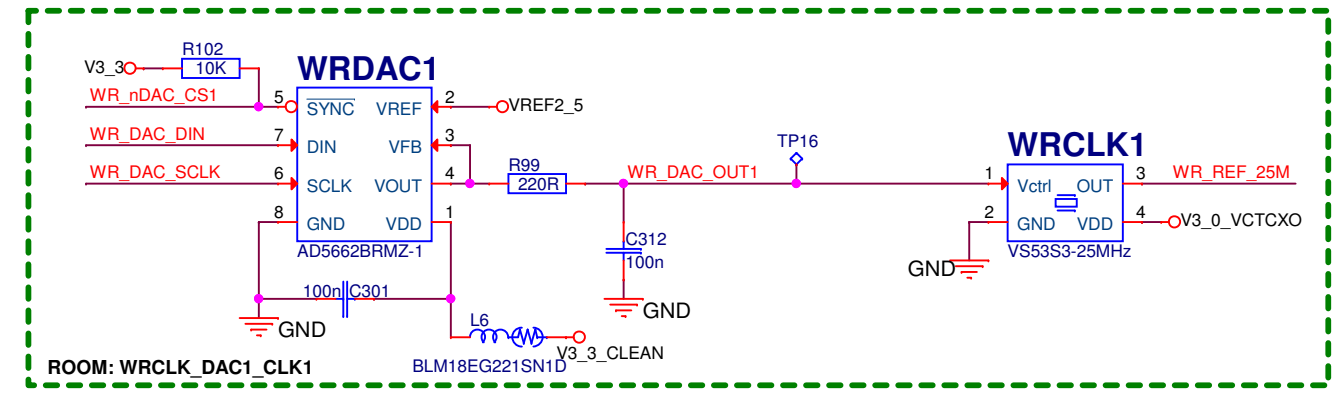 R102
V3_3
10K
WRDAC1
WR_nDAC_CS1
5
SYNC
VREF
2
VREF2_5
WR_DAC_DIN
7
DIN
VFB
3
WR_DAC_SCLK
6
SCLK
VOUT
4
R99
220R
WR_DAC_OUT1
TP16
WRCLK1
1
Vctrl
OUT
3
WR_REF_25M
8
GND
VDD
1
2
GND
VDD
4
V3_0_VCTCXO
AD5662BRMZ-1
C312
100n
VS53S3-25MHz
GND
100n
C301
GND
GND
L6
V3_3_CLEAN
BLM18EG221SN1D
ROOM: WRCLK_DAC1_CLK1